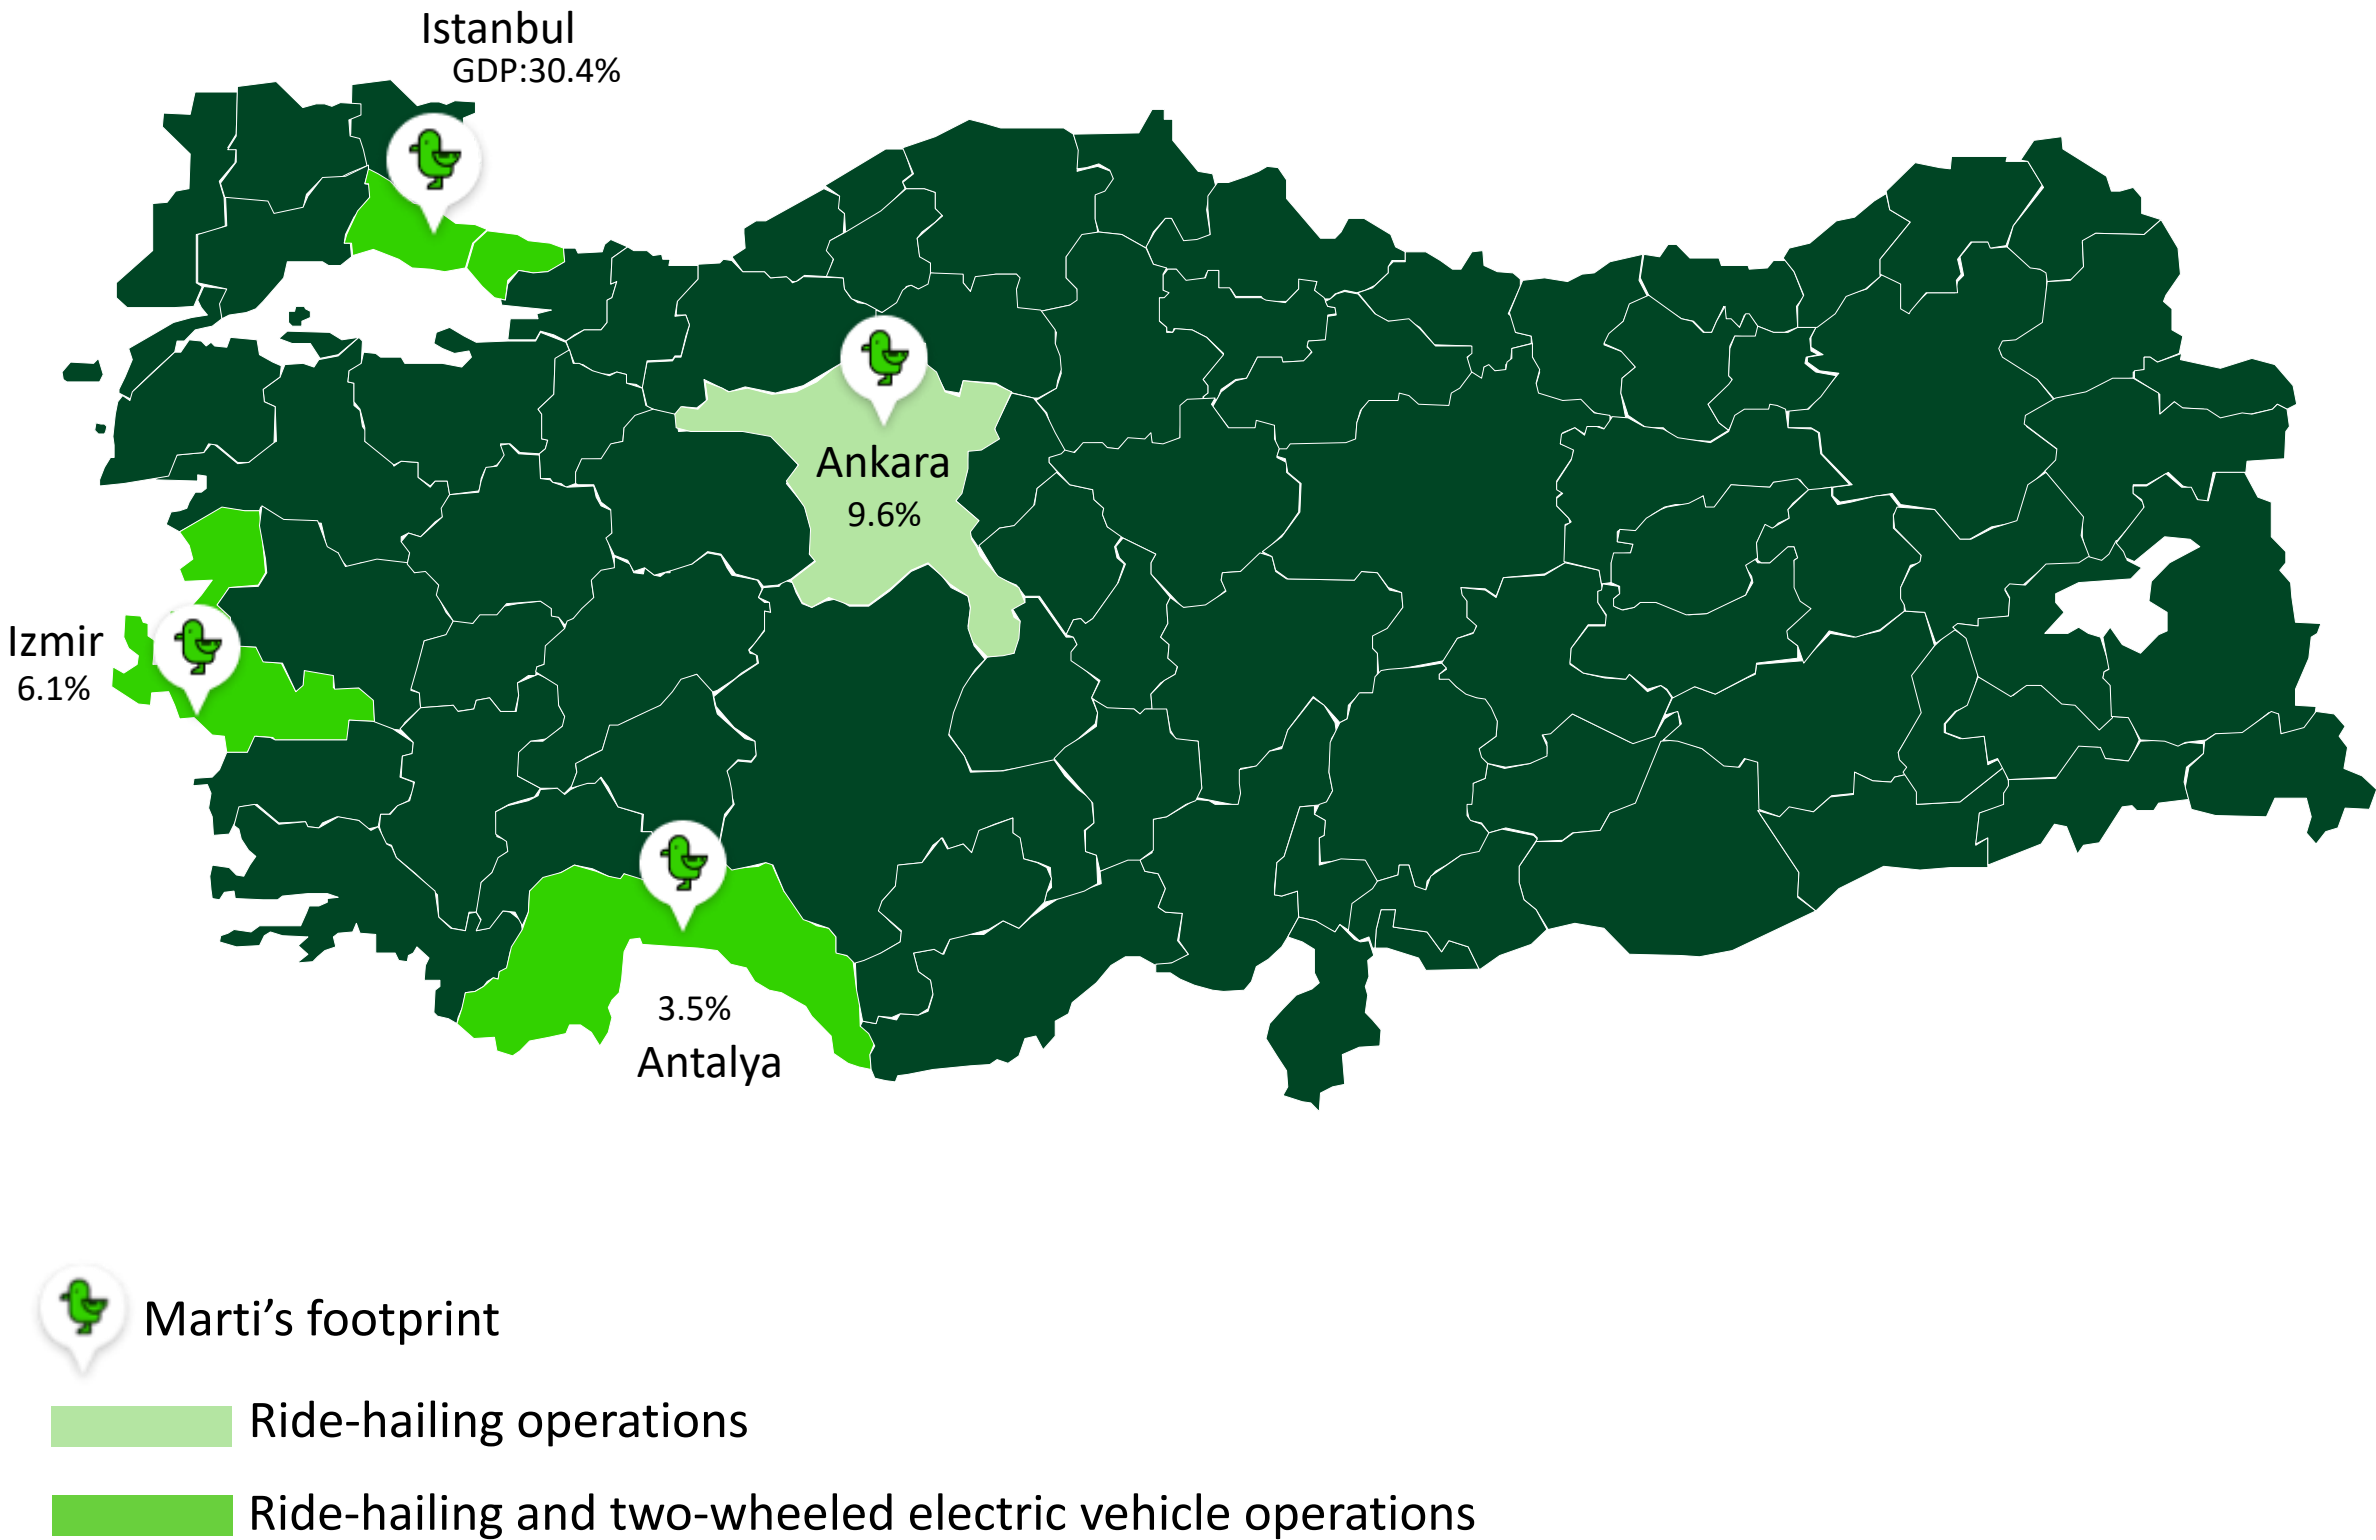 Istanbul
GDP:30.4%
Ankara
9.6%
Izmir
6.1%
3.5%
Antalya
Marti’s footprint
Ride-hailing operations
Ride-hailing and two-wheeled electric vehicle operations